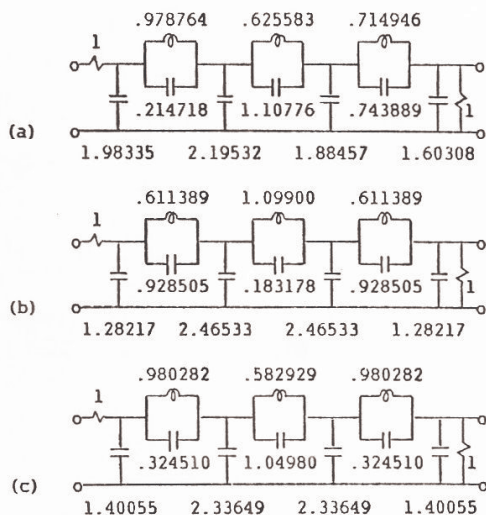 .978764 .625583 .714946
1
.214718 1.10776 .743889 1
(a)
1.98335 2.19532 1.88457 1.60308
.611389 1.09900 .611389
1
.928505 .183178 .928505 1
(b)
1.28217 2.46533 2.46533 1.28217
.980282 .582929 .980282
1
.324510 1.04980 .324510 1
(c)
1.40055 2.33649 2.33649 1.40055